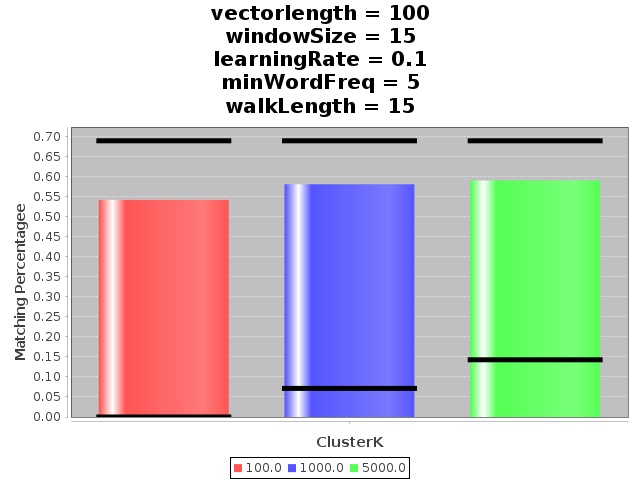 vectorlength = 100
windowSize = 15
learningRate = 0.1
minWordFreq = 5
walkLength = 15
0.70
0.65
0.60
0.55
0.50
0.45
0.40
0.35
0.30
0.25
0.20
0.15
0.10
0.05
0.00
Matching Percentagee
ClusterK
100.0 1000.0 5000.0